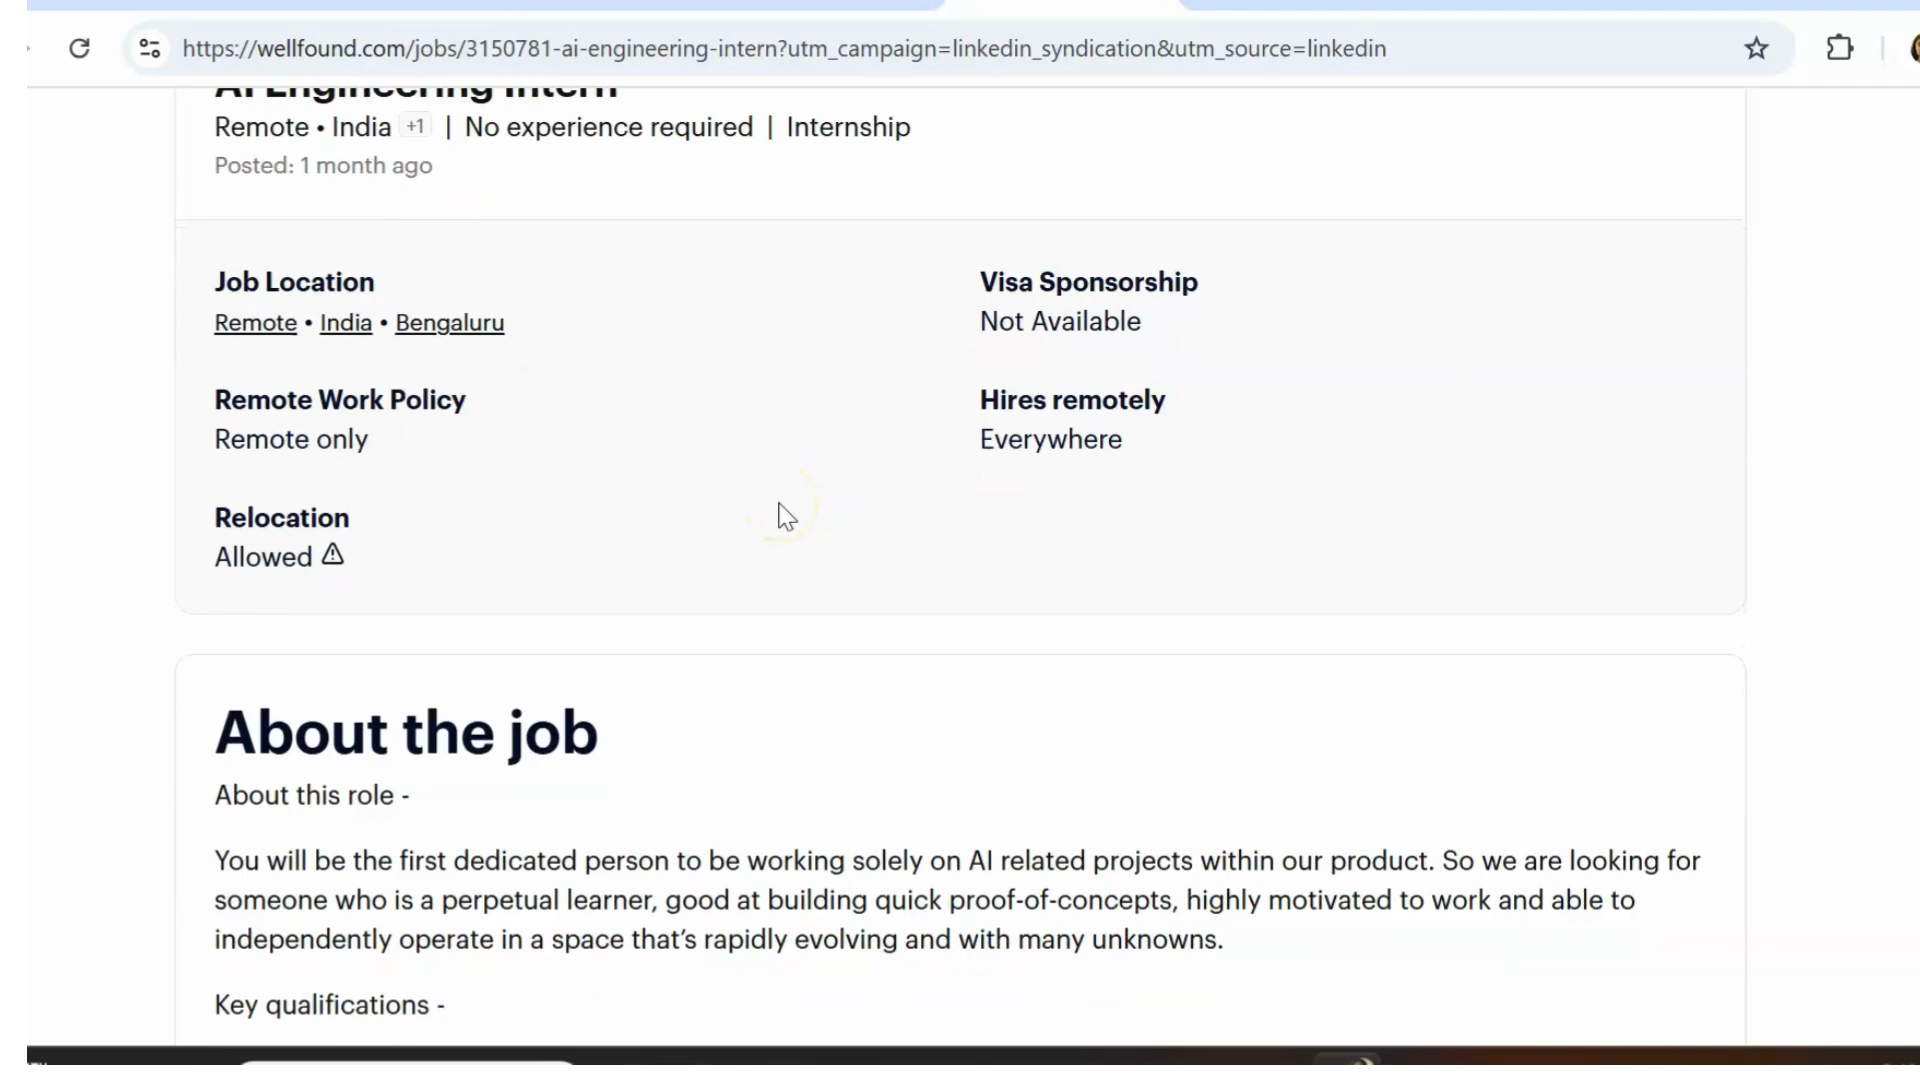 https://wellfound.com/jobs/3150781-ai-engineering-intern?utm_campaign=linkedin_syndication&utm_source=linkedin
AI Engineering Intern
Remote • India +1 | No experience required | Internship
Posted: 1 month ago
Job Location
Remote • India • Bengaluru
Visa Sponsorship
Not Available
Remote Work Policy
Remote only
Hires remotely
Everywhere
Relocation
Allowed
About the job
About this role -
You will be the first dedicated person to be working solely on AI related projects within our product. So we are looking for
someone who is a perpetual learner, good at building quick proof-of-concepts, highly motivated to work and able to
independently operate in a space that’s rapidly evolving and with many unknowns.
Key qualifications -